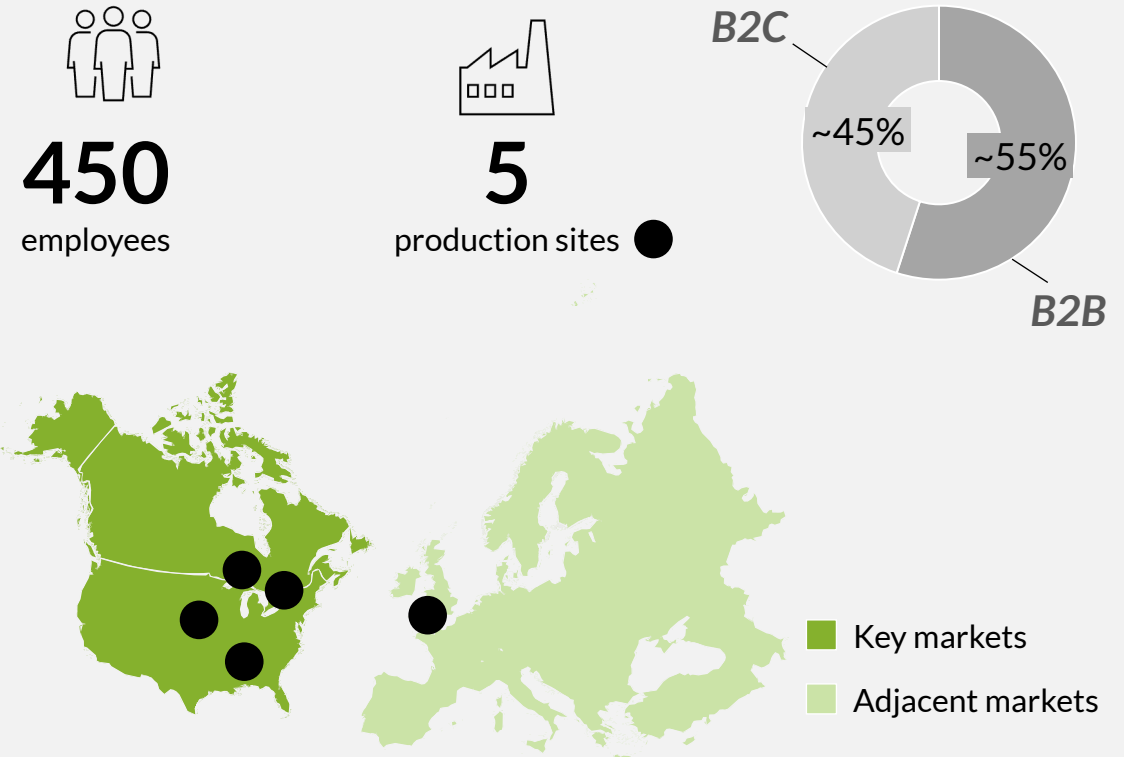 450
employees
5
production sites
B2C
~45%
~55%
B2B
Key markets
Adjacent markets